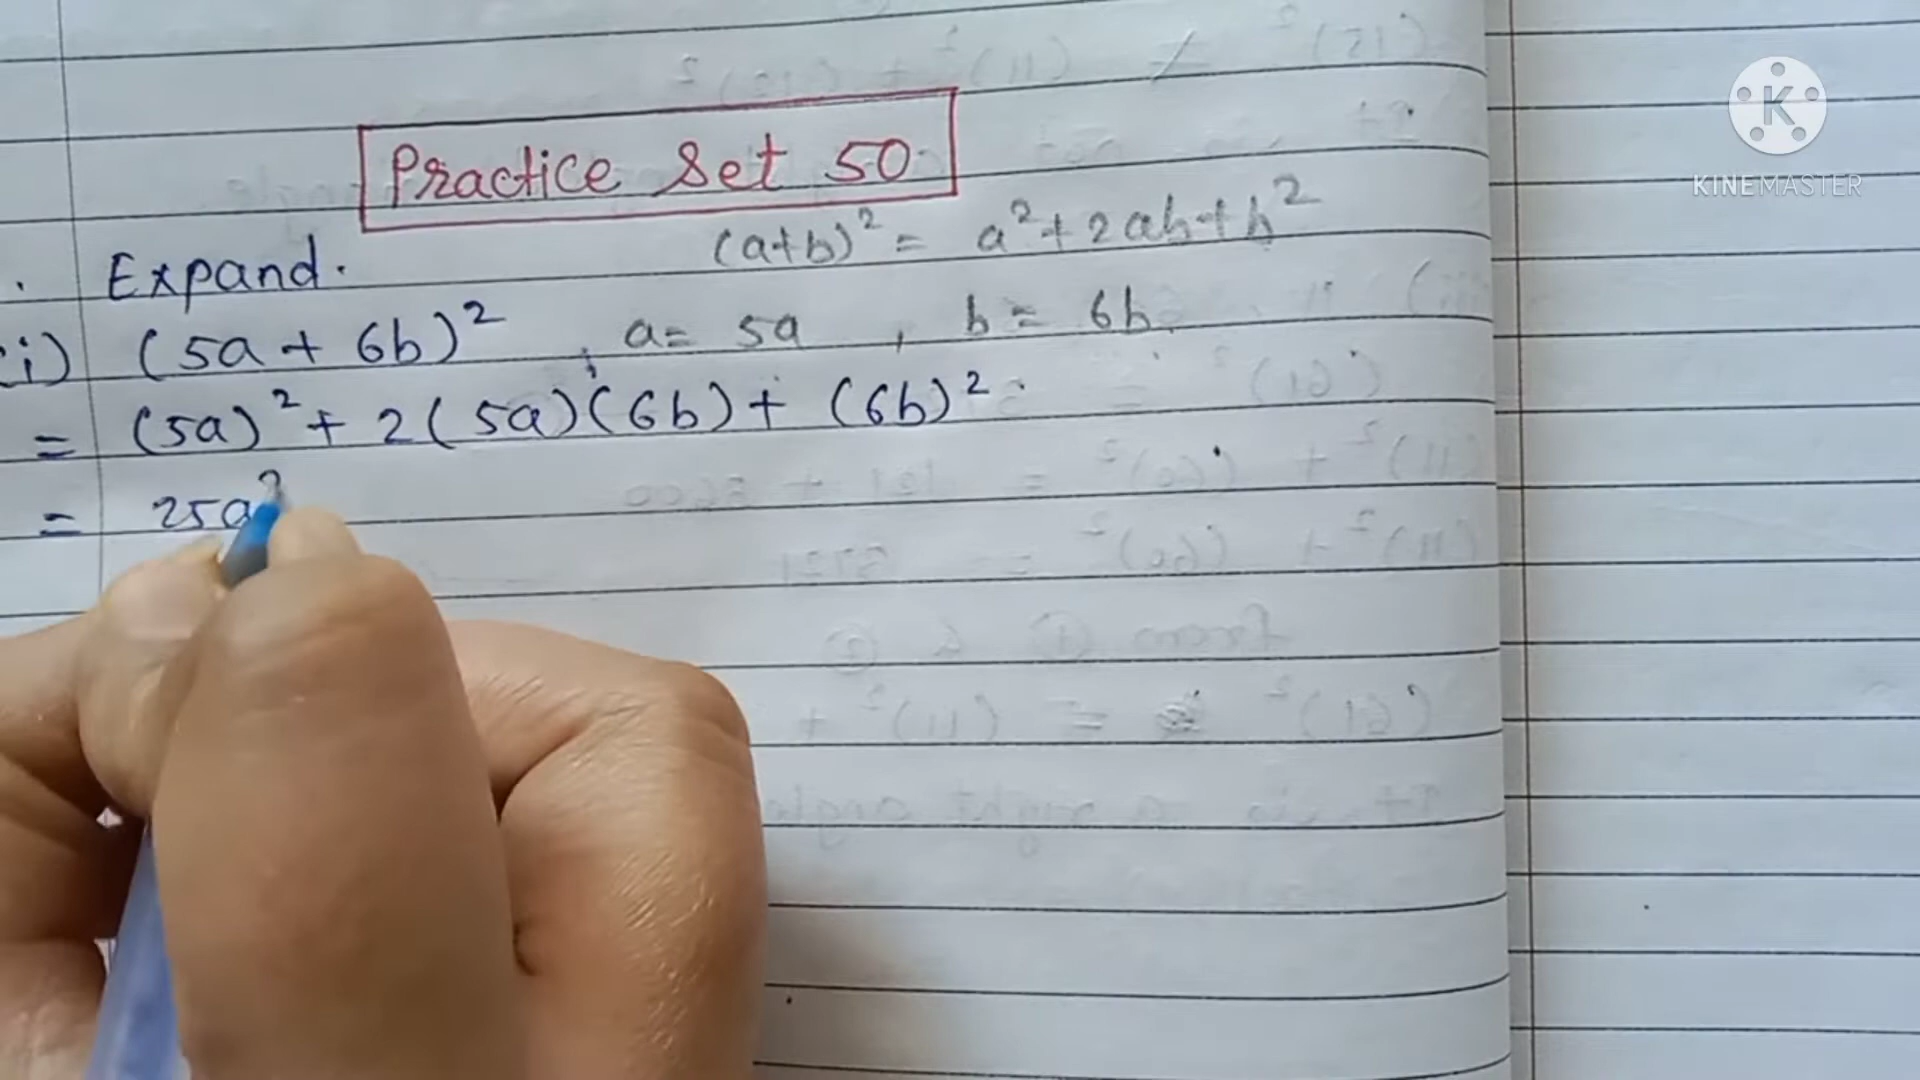 KINEMASTER
Practice Set 50
(a+b)² = a²+2ab+b²
. Expand.
(i) (5a + 6b)² , a = 5a , b = 6b.
= (5a)² + 2(5a)(6b) + (6b)².
= 25a²